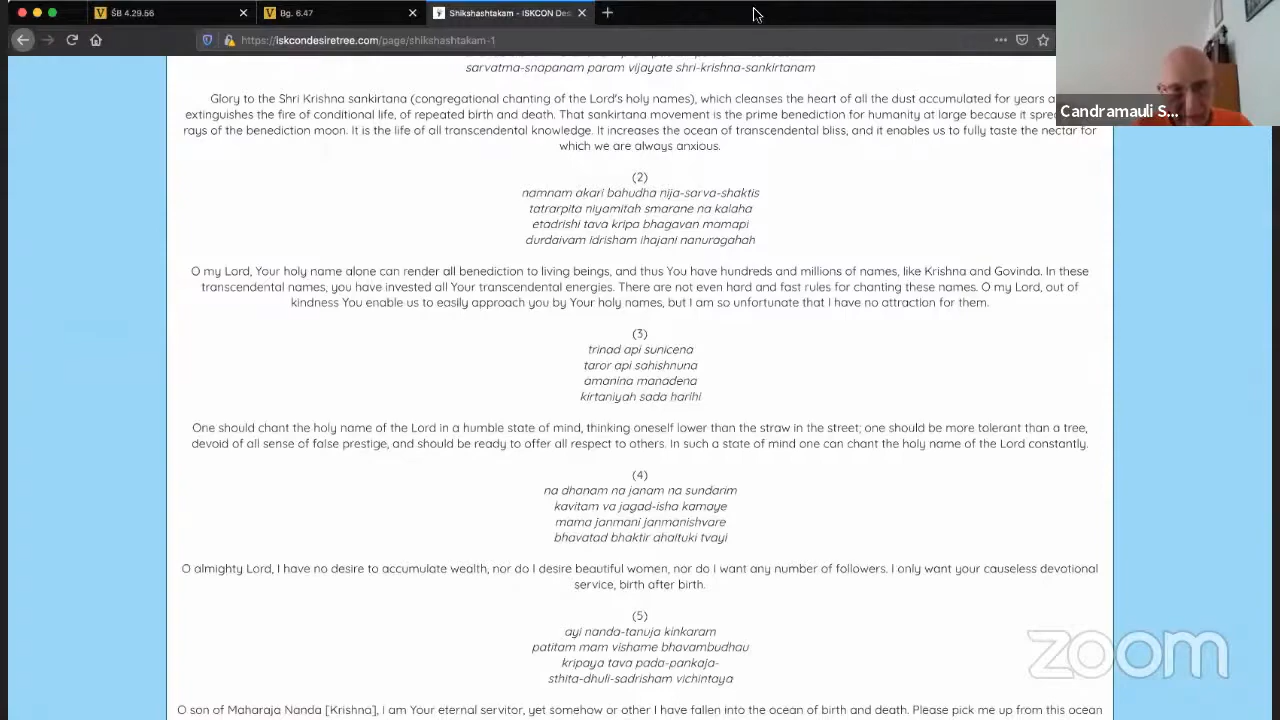 ŚB 4.29.56
Bg. 6.47
Shikshashtakam - ISKCON Des
https://iskcondesiretree.com/page/shikshashtakam-1
Candramauli S...
sarvatma-snapanam param vijayate shri-krishna-sankirtanam
Glory to the Shri Krishna sankirtana (congregational chanting of the Lord's holy names), which cleanses the heart of all the dust accumulated for years a
extinguishes the fire of conditional life, of repeated birth and death. That sankirtana movement is the prime benediction for humanity at large because it spre
rays of the benediction moon. It is the life of all transcendental knowledge. It increases the ocean of transcendental bliss, and it enables us to fully taste the nectar for
which we are always anxious.
(2)
namnam akari bahudha nija-sarva-shaktis
tatrarpita niyamitah smarane na kalaha
etadrishi tava kripa bhagavan mamapi
durdaivam idrisham ihajani nanuragahah
O my Lord, Your holy name alone can render all benediction to living beings, and thus You have hundreds and millions of names, like Krishna and Govinda. In these
transcendental names, you have invested all Your transcendental energies. There are not even hard and fast rules for chanting these names. O my Lord, out of
kindness You enable us to easily approach you by Your holy names, but I am so unfortunate that I have no attraction for them.
(3)
trinad api sunicena
taror api sahishnuna
amanina manadena
kirtaniyah sada harihi
One should chant the holy name of the Lord in a humble state of mind, thinking oneself lower than the straw in the street; one should be more tolerant than a tree,
devoid of all sense of false prestige, and should be ready to offer all respect to others. In such a state of mind one can chant the holy name of the Lord constantly.
(4)
na dhanam na janam na sundarim
kavitam va jagad-isha kamaye
mama janmani janmanishvare
bhavatad bhaktir ahaituki tvayi
O almighty Lord, I have no desire to accumulate wealth, nor do I desire beautiful women, nor do I want any number of followers. I only want your causeless devotional
service, birth after birth.
(5)
ayi nanda-tanuja kinkaram
patitam mam vishame bhavambudhau
kripaya tava pada-pankaja-
sthita-dhuli-sadrisham vichintaya
O son of Maharaja Nanda [Krishna], I am Your eternal servitor, yet somehow or other I have fallen into the ocean of birth and death. Please pick me up from this ocean
zoom